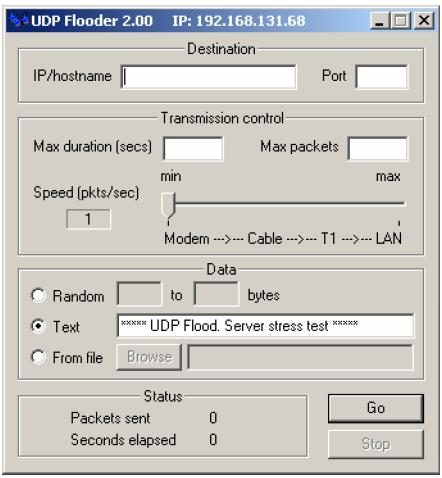 UDP Flooder 2.00 IP: 192.168.131.68
Destination
IP/hostname Port
Transmission control
Max duration (secs) Max packets
min max
Speed (pkts/sec)
1
Modem --->--- Cable --->--- T1 --->--- LAN
Data
Random to bytes
Text ***** UDP Flood. Server stress test *****
From file Browse
Status
Packets sent 0
Seconds elapsed 0
Go
Stop